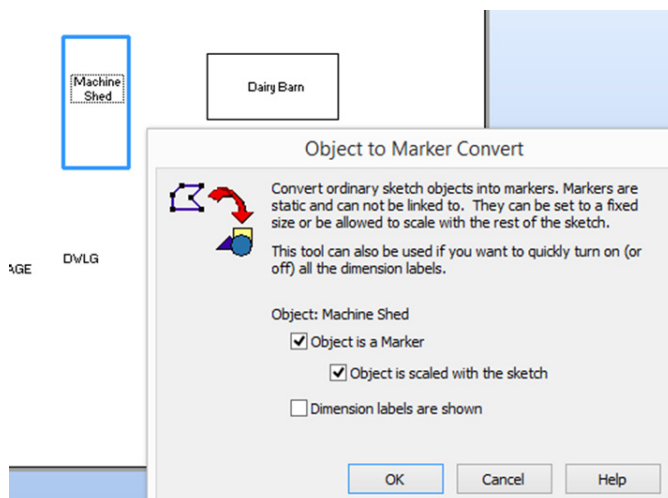 Machine
Shed
Dairy Barn
AGE
DWLG
Object to Marker Convert
Convert ordinary sketch objects into markers. Markers are
static and can not be linked to. They can be set to a fixed
size or be allowed to scale with the rest of the sketch.
This tool can also be used if you want to quickly turn on (or
off) all the dimension labels.
Object: Machine Shed
Object is a Marker
Object is scaled with the sketch
Dimension labels are shown
OK
Cancel
Help